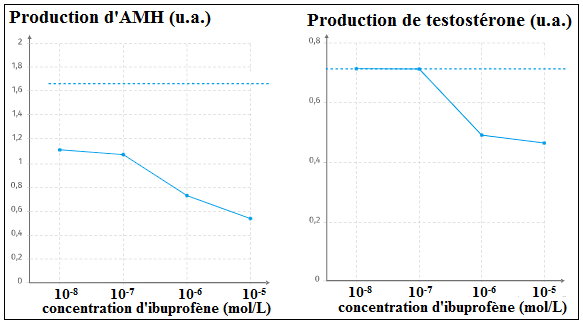 Production d'AMH (u.a.)
2
1,8
1,6
1,4
1,2
1
0,8
0,6
0,4
0,2
0
10-8 10-7 10-6 10-5
concentration d'ibuprofène (mol/L)
Production de testostérone (u.a.)
0,8
0,6
0,4
0,2
0
10-8 10-7 10-6 10-5
concentration d'ibuprofène (mol/L)